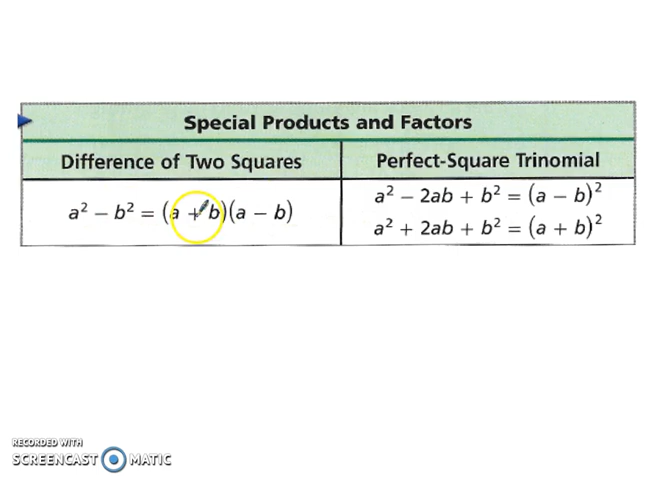 Special Products and Factors
Difference of Two Squares
Perfect-Square Trinomial
a² − b² = (a + b)(a − b)
a² − 2ab + b² = (a − b)²
a² + 2ab + b² = (a + b)²
RECORDED WITH
SCREENCAST MATIC